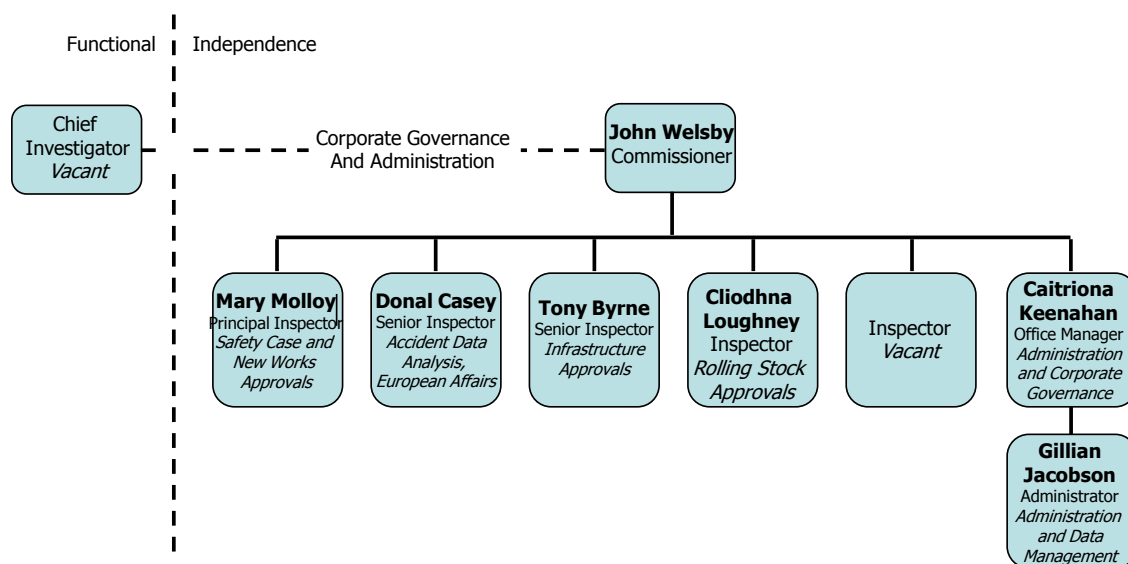 Functional
Independence
Chief
Investigator
Vacant
Corporate Governance
And Administration
John Welsby
Commissioner
Mary Molloy
Principal Inspector
Safety Case and
New Works
Approvals
Donal Casey
Senior Inspector
Accident Data
Analysis,
European Affairs
Tony Byrne
Senior Inspector
Infrastructure
Approvals
Cliodhna
Loughney
Inspector
Rolling Stock
Approvals
Inspector
Vacant
Caitriona
Keenahan
Office Manager
Administration
and Corporate
Governance
Gillian
Jacobson
Administrator
Administration
and Data
Management